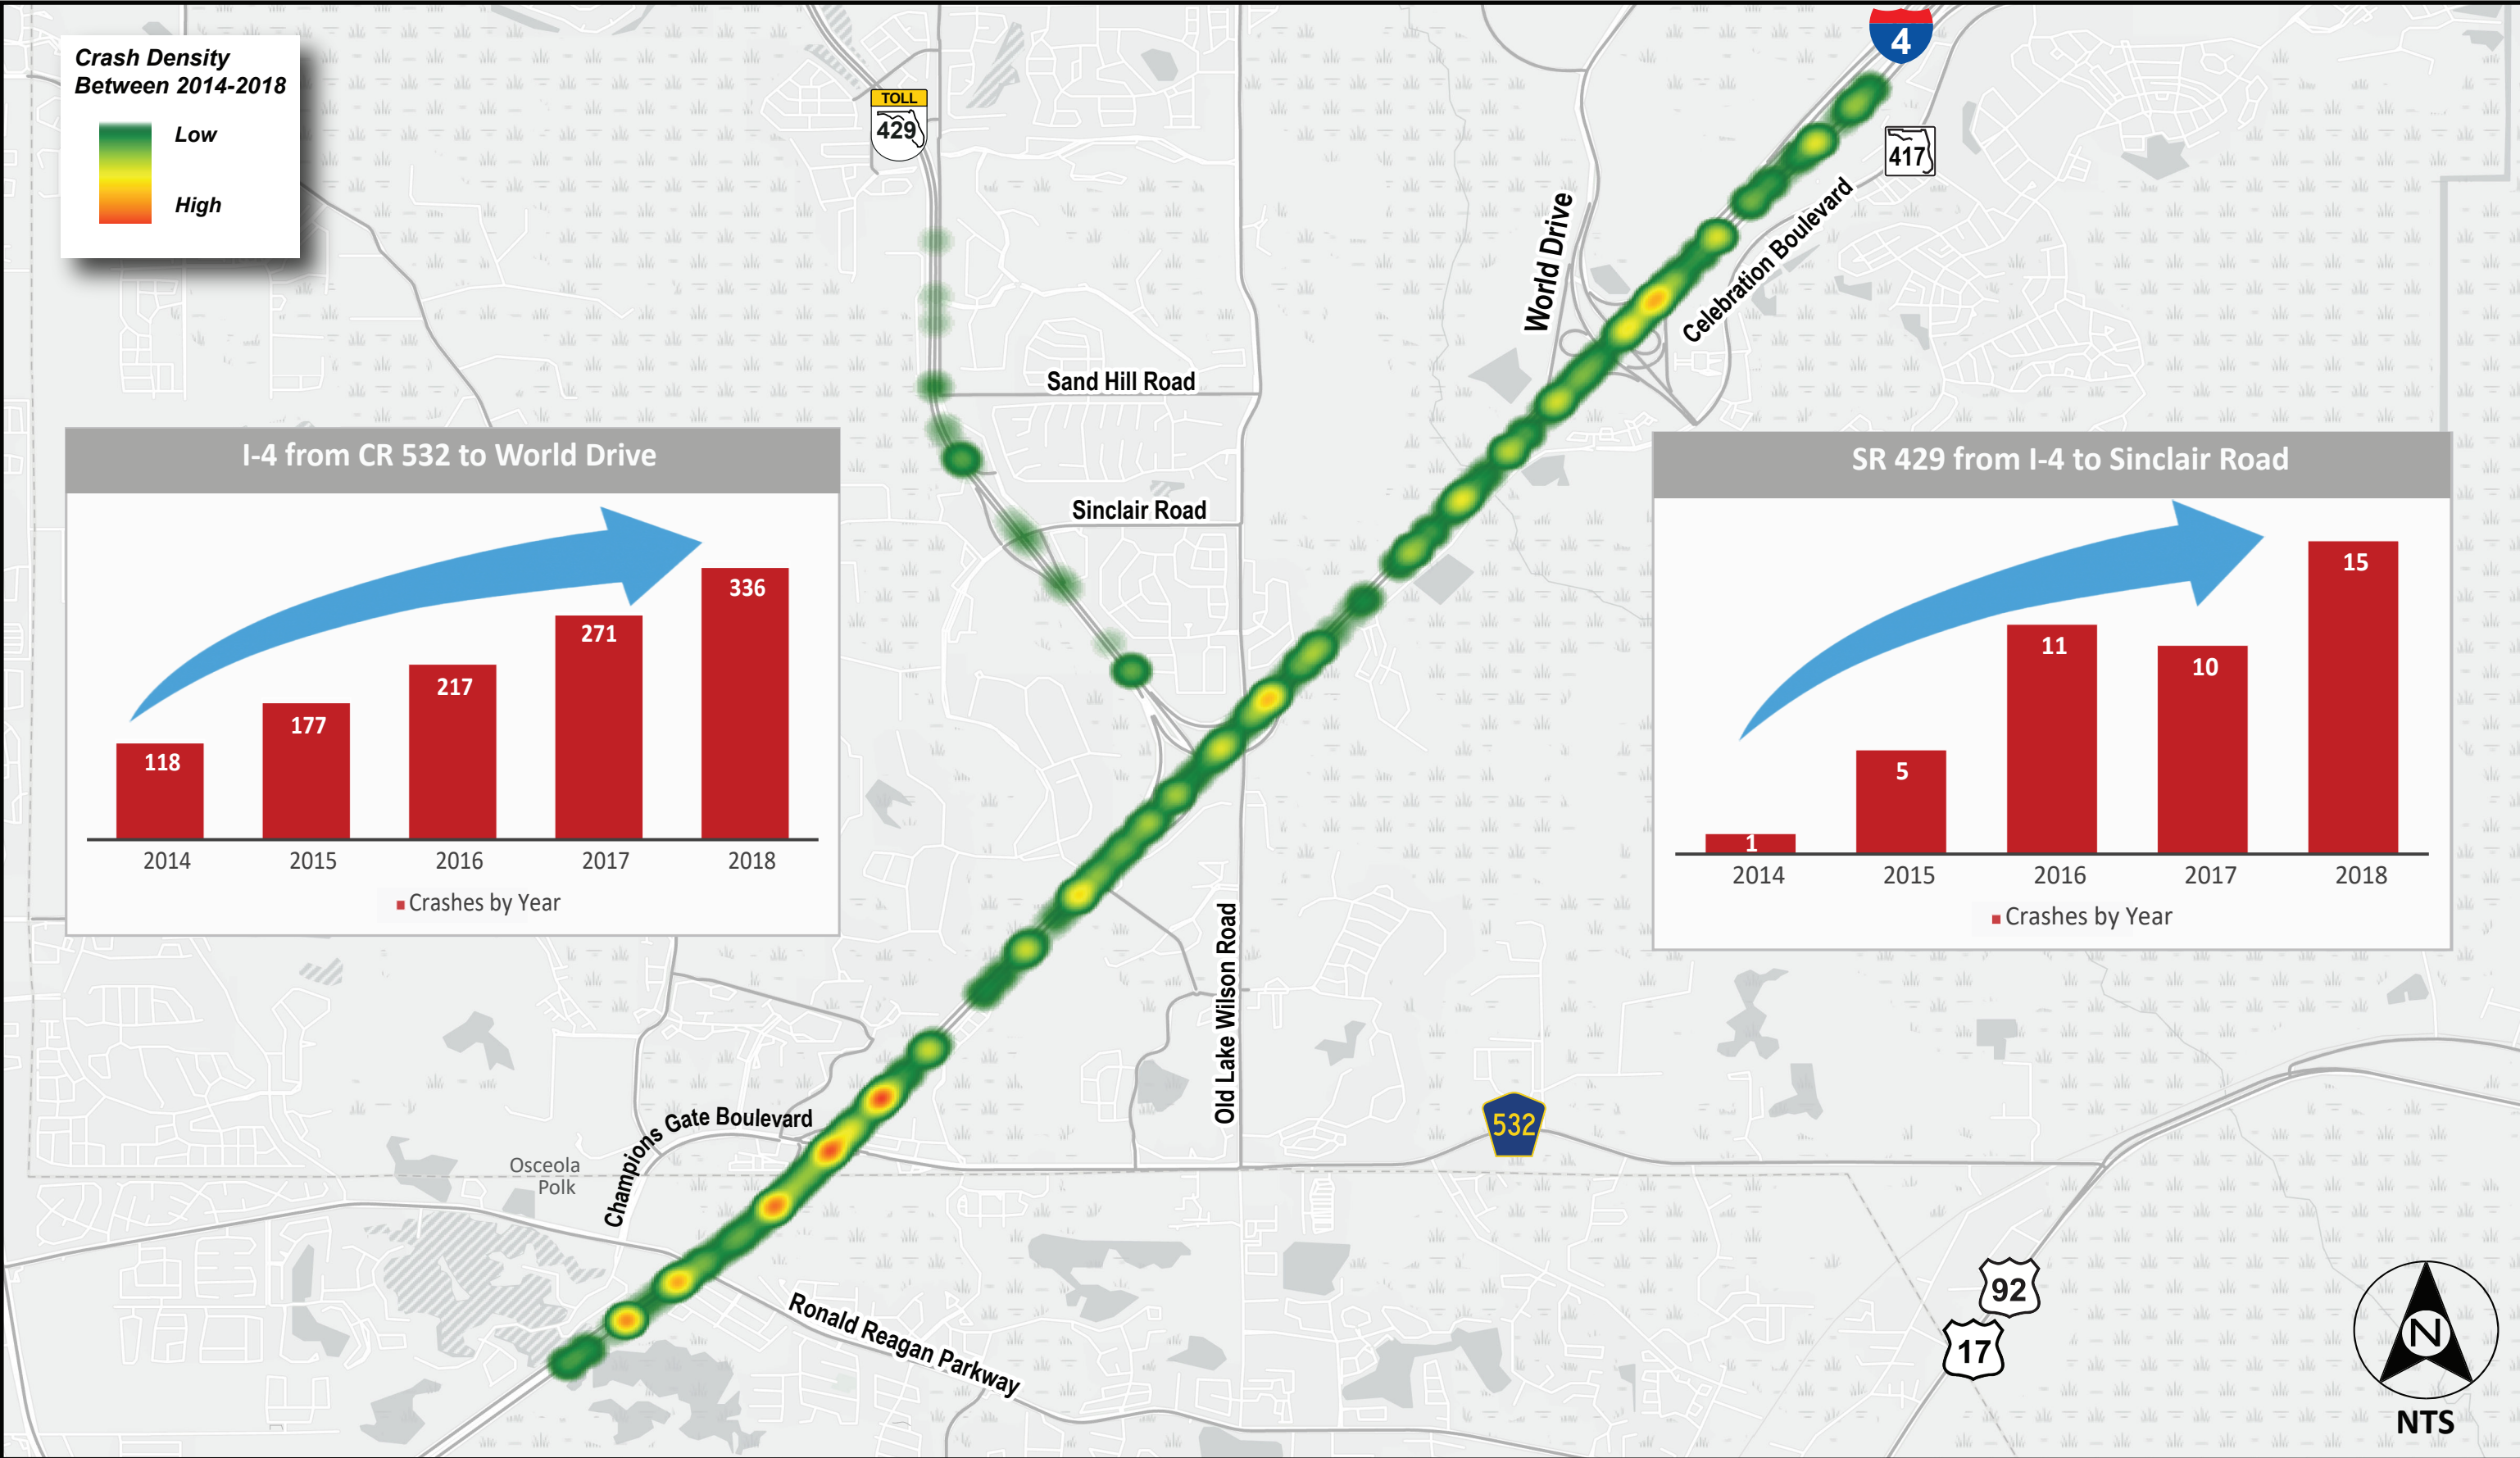 Crash Density
Between 2014-2018
Low
High
TOLL
429
4
417
World Drive
Celebration Boulevard
Sand Hill Road
Sinclair Road
I-4 from CR 532 to World Drive
118
177
217
271
336
2014 2015 2016 2017 2018
Crashes by Year
SR 429 from I-4 to Sinclair Road
1
5
11
10
15
2014 2015 2016 2017 2018
Crashes by Year
Old Lake Wilson Road
Champions Gate Boulevard
532
Osceola
Polk
Ronald Reagan Parkway
92
17
N
NTS